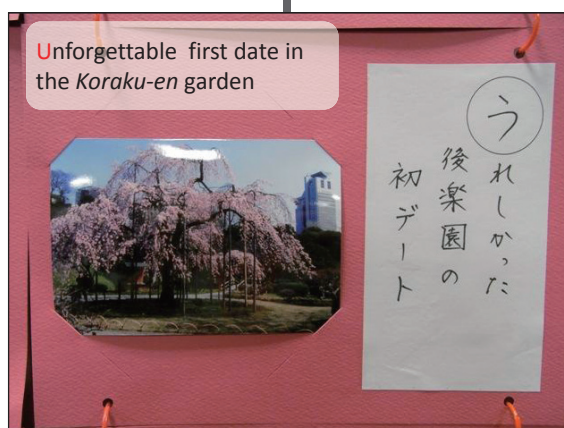 Unforgettable first date in
the Koraku-en garden
うれしかった
後楽園の
初デート